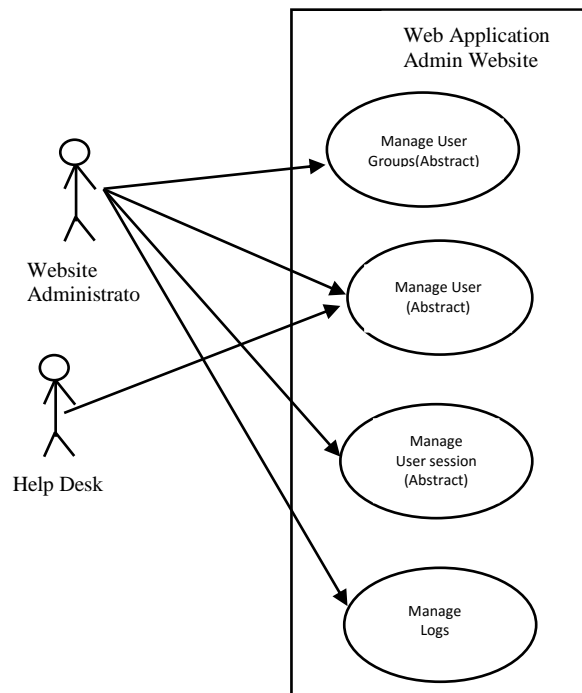 Web Application
Admin Website
Manage User
Groups(Abstract)
Website
Administrato
Manage User
(Abstract)
Help Desk
Manage
User session
(Abstract)
Manage
Logs